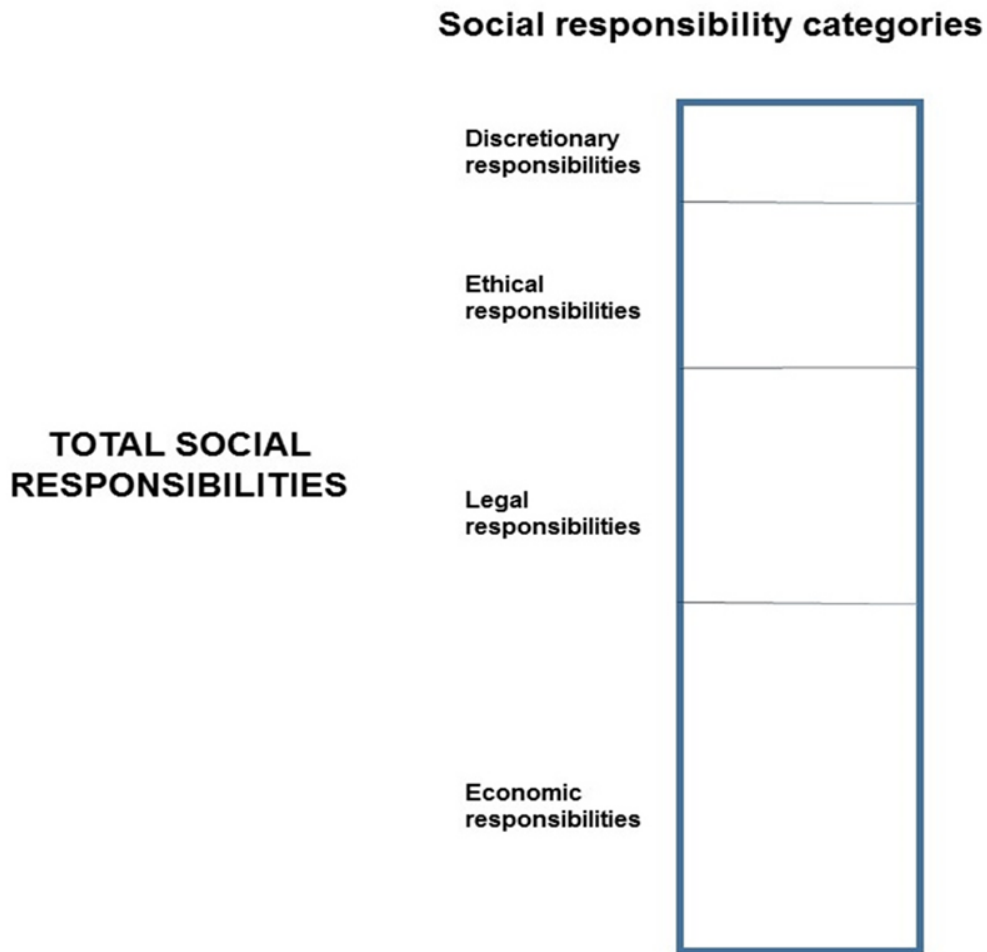 Social responsibility categories
Discretionary
responsibilities
Ethical
responsibilities
TOTAL SOCIAL
RESPONSIBILITIES
Legal
responsibilities
Economic
responsibilities